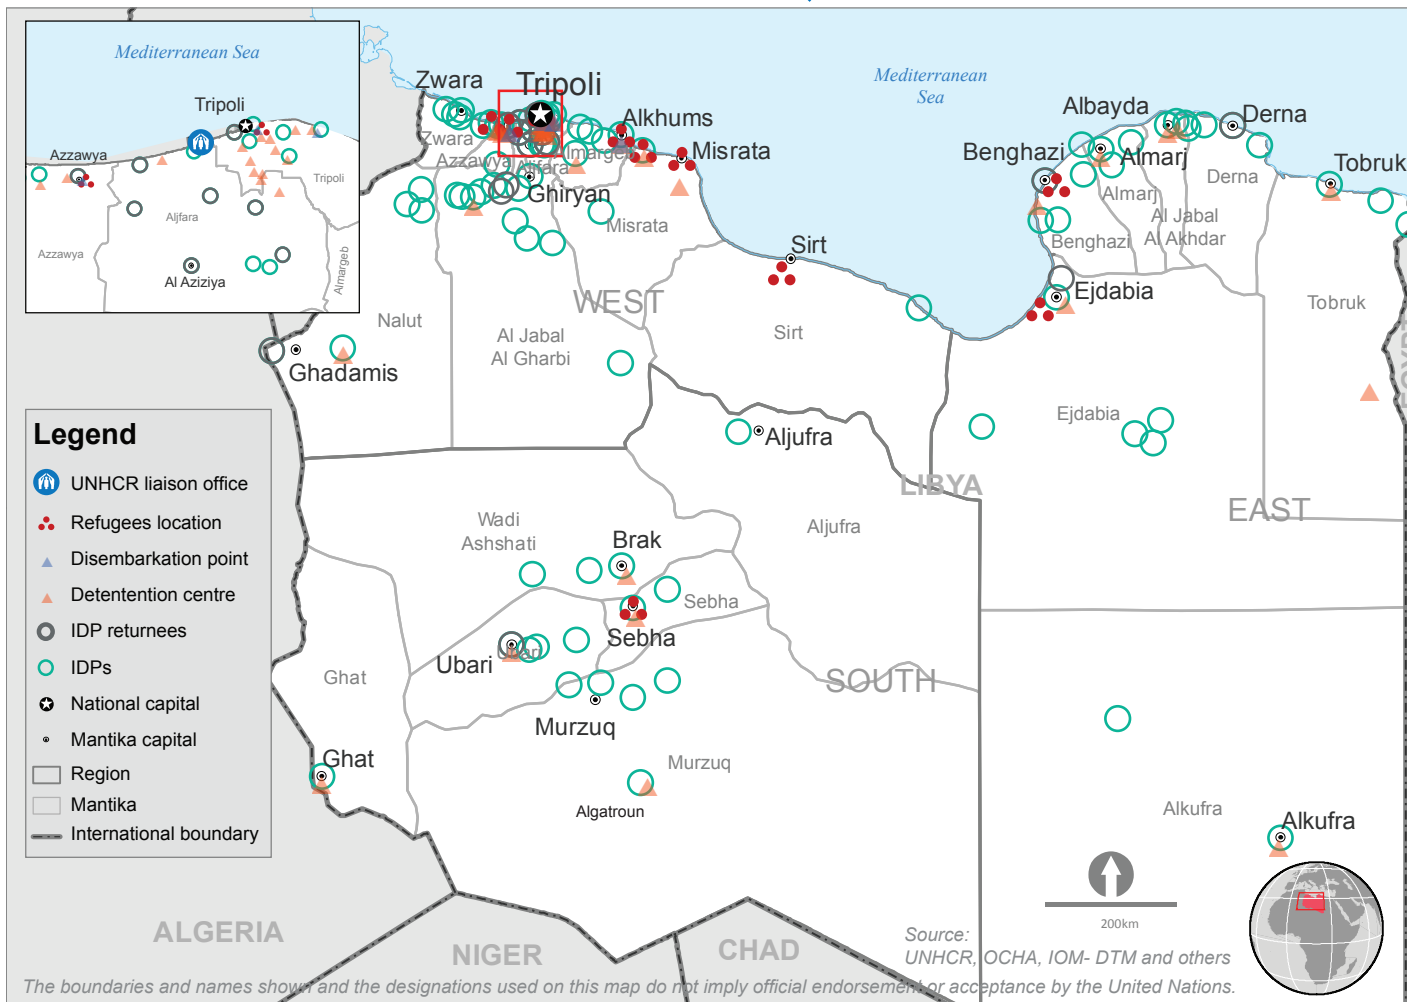 Mediterranean Sea
Tripoli
Azzawya
Tripoli
Aljfara
Azzawya
Almargeb
Al Aziziya
Mediterranean
Sea
Zwara
Tripoli
Alkhums
Misrata
Zwara
Azzawya
Almargeb
Aljfara
Ghiryan
Misrata
Albayda
Derna
Benghazi
Almarj
Tobruk
Almarj
Derna
Al Jabal
Al Akhdar
Benghazi
Sirt
Ejdabia
WEST
Nalut
Al Jabal
Al Gharbi
Sirt
Tobruk
EGYPT
Ghadamis
Ejdabia
Aljufra
LIBYA
EAST
Wadi
Ashshati
Brak
Aljufra
Sebha
Sebha
Ubari
Ubari
Ghat
SOUTH
Murzuq
Ghat
Murzuq
Algatroun
Alkufra
Alkufra
Legend
UNHCR liaison office
Refugees location
Disembarkation point
Detentention centre
IDP returnees
IDPs
National capital
Mantika capital
Region
Mantika
International boundary
ALGERIA
NIGER
CHAD
200km
Source:
UNHCR, OCHA, IOM- DTM and others
The boundaries and names shown and the designations used on this map do not imply official endorsement or acceptance by the United Nations.